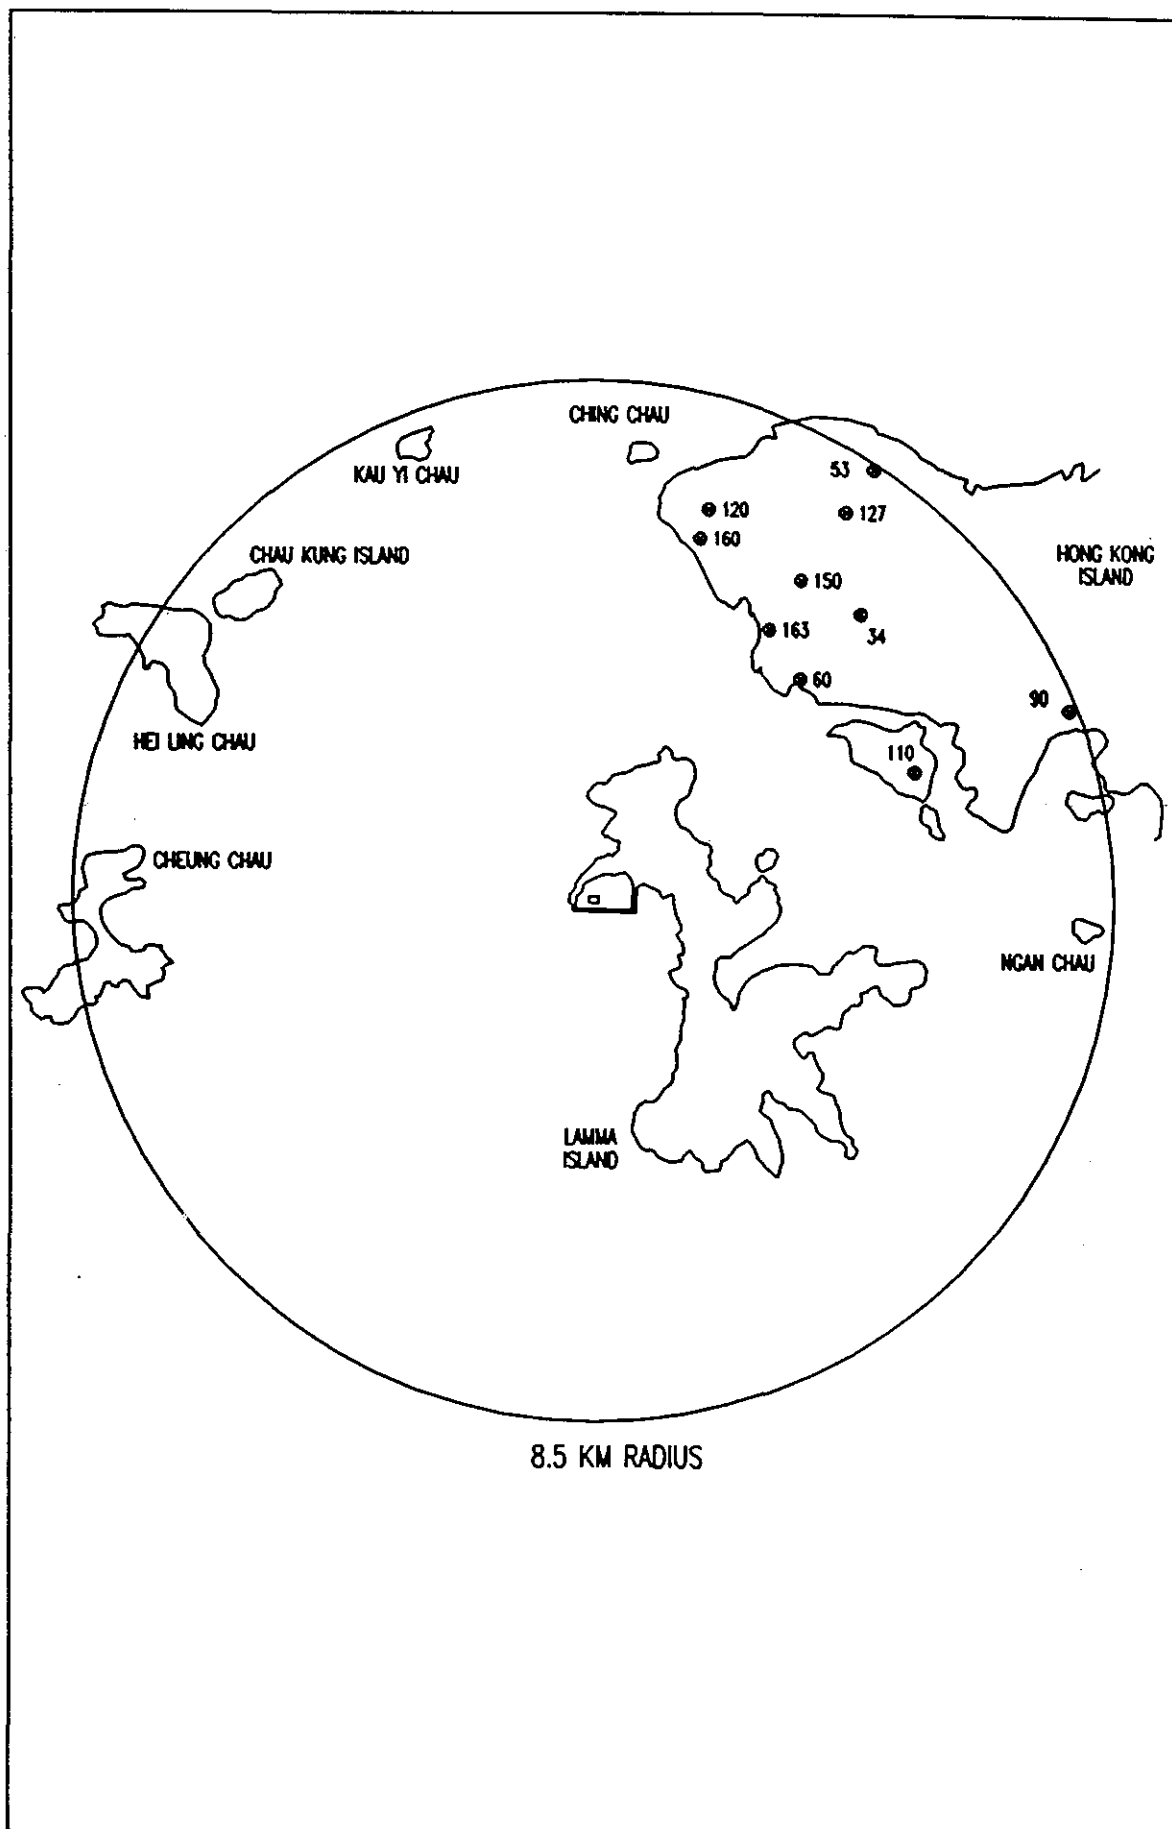 CHING CHAU
KAU YI CHAU
53
120
127
160
CHAU KUNG ISLAND
HONG KONG
ISLAND
150
163
34
60
90
HEI LING CHAU
110
CHEUNG CHAU
NGAN CHAU
LAMMA
ISLAND
8.5 KM RADIUS